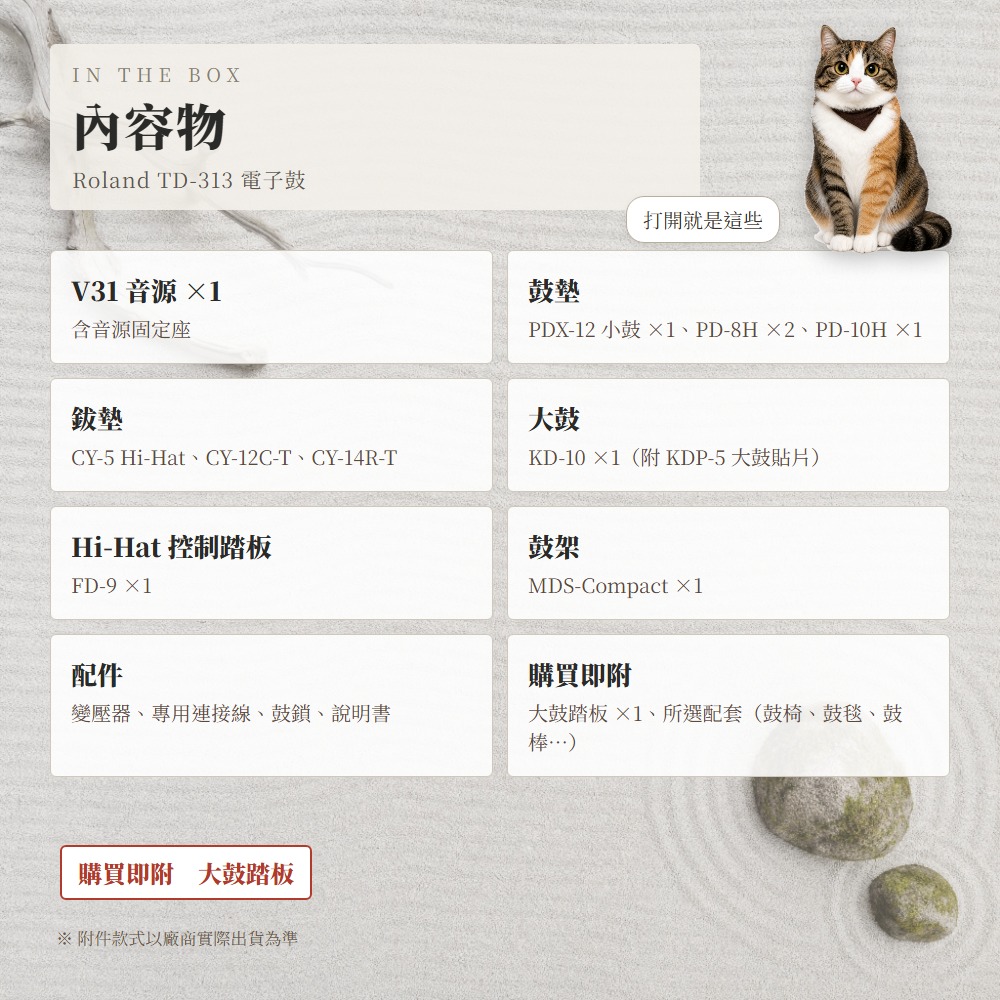 IN THE BOX
內容物
Roland TD-313 電子鼓
打開就是這些
V31 音源 ×1
含音源固定座
鼓墊
PDX-12 小鼓 ×1、PD-8H ×2、PD-10H ×1
鈸墊
CY-5 Hi-Hat、CY-12C-T、CY-14R-T
大鼓
KD-10 ×1（附 KDP-5 大鼓貼片）
Hi-Hat 控制踏板
FD-9 ×1
鼓架
MDS-Compact ×1
配件
變壓器、專用連接線、鼓鎖、說明書
購買即附
大鼓踏板 ×1、所選配套（鼓椅、鼓毯、鼓
棒⋯）
購買即附　大鼓踏板
※ 附件款式以廠商實際出貨為準